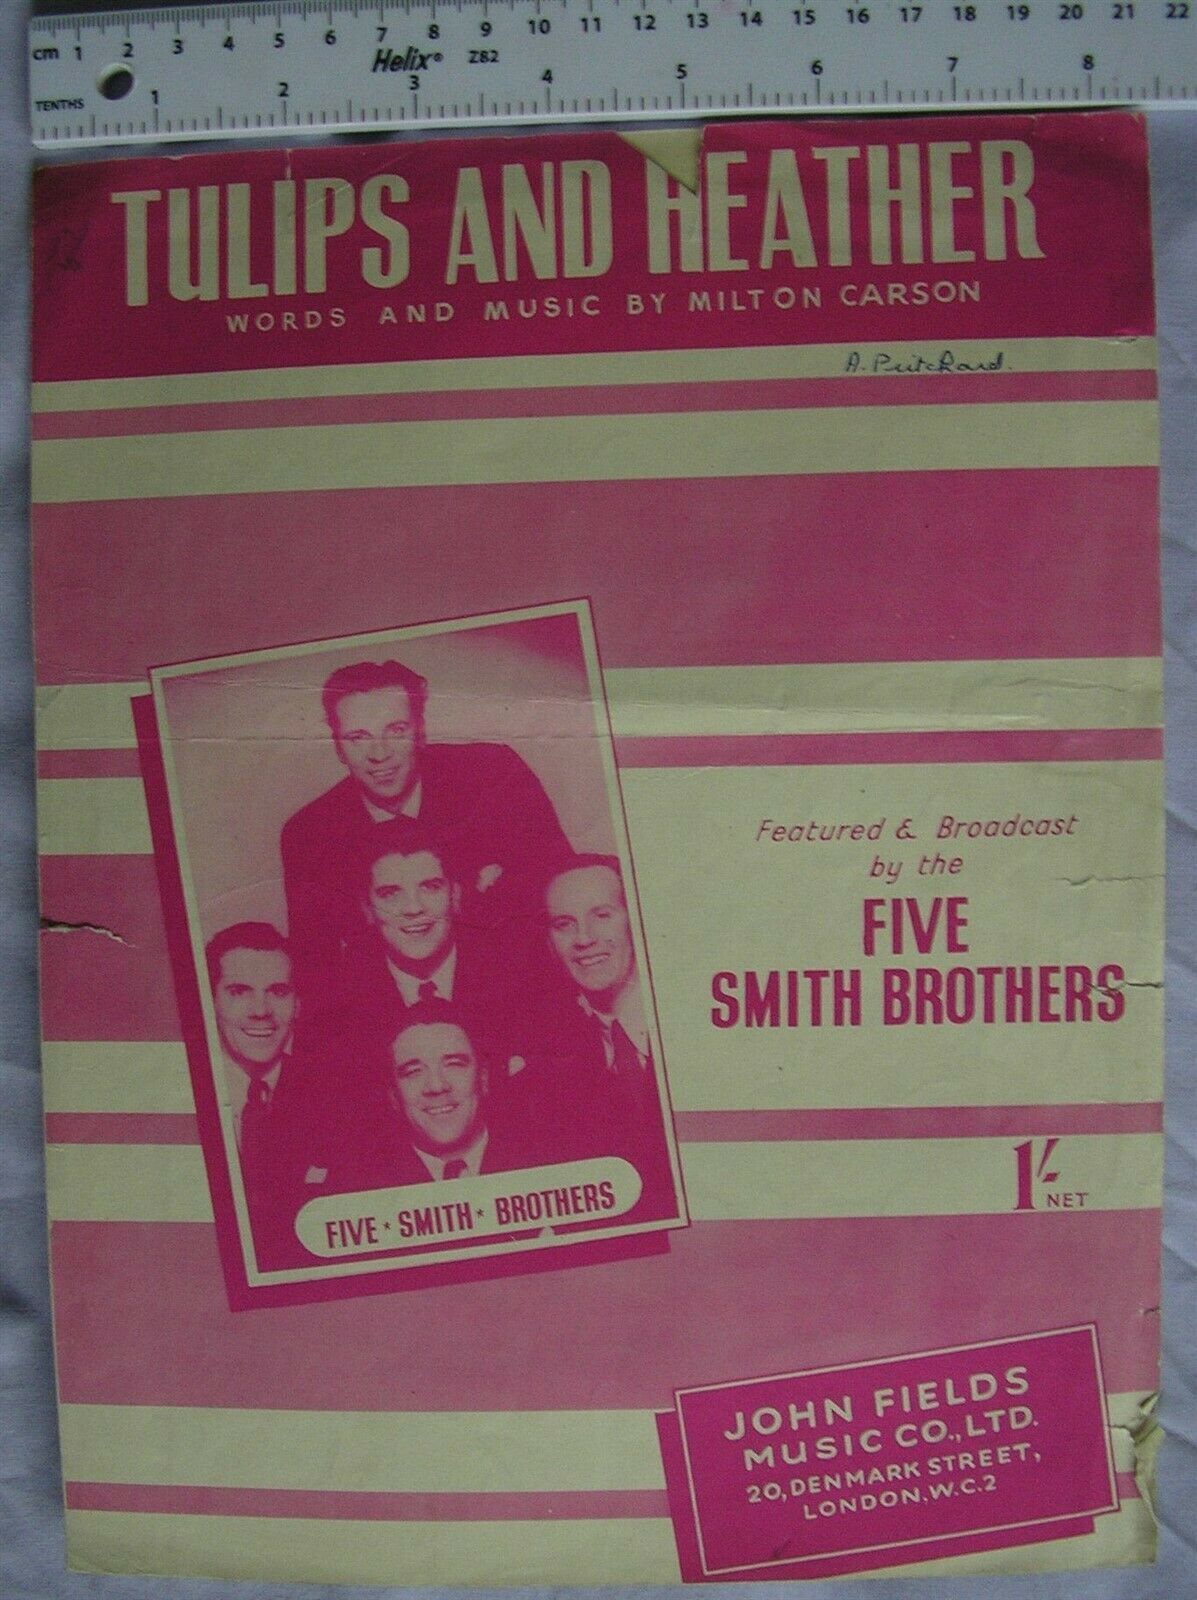 cm 1 2 3 4 5 6 7 8 9 10 11 12 13 14 15 16 17 18 19 20 21 22
Helix® Z82
TENTHS 1 2 3 4 5 6 7 8
TULIPS AND HEATHER
WORDS AND MUSIC BY MILTON CARSON
A. Pritchard.
Featured & Broadcast
by the
FIVE
SMITH BROTHERS
FIVE * SMITH * BROTHERS
1/-
NET
JOHN FIELDS
MUSIC CO., LTD.
20, DENMARK STREET,
LONDON, W.C.2